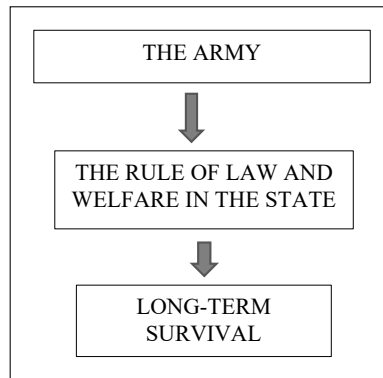 THE ARMY
THE RULE OF LAW AND
WELFARE IN THE STATE
LONG-TERM
SURVIVAL